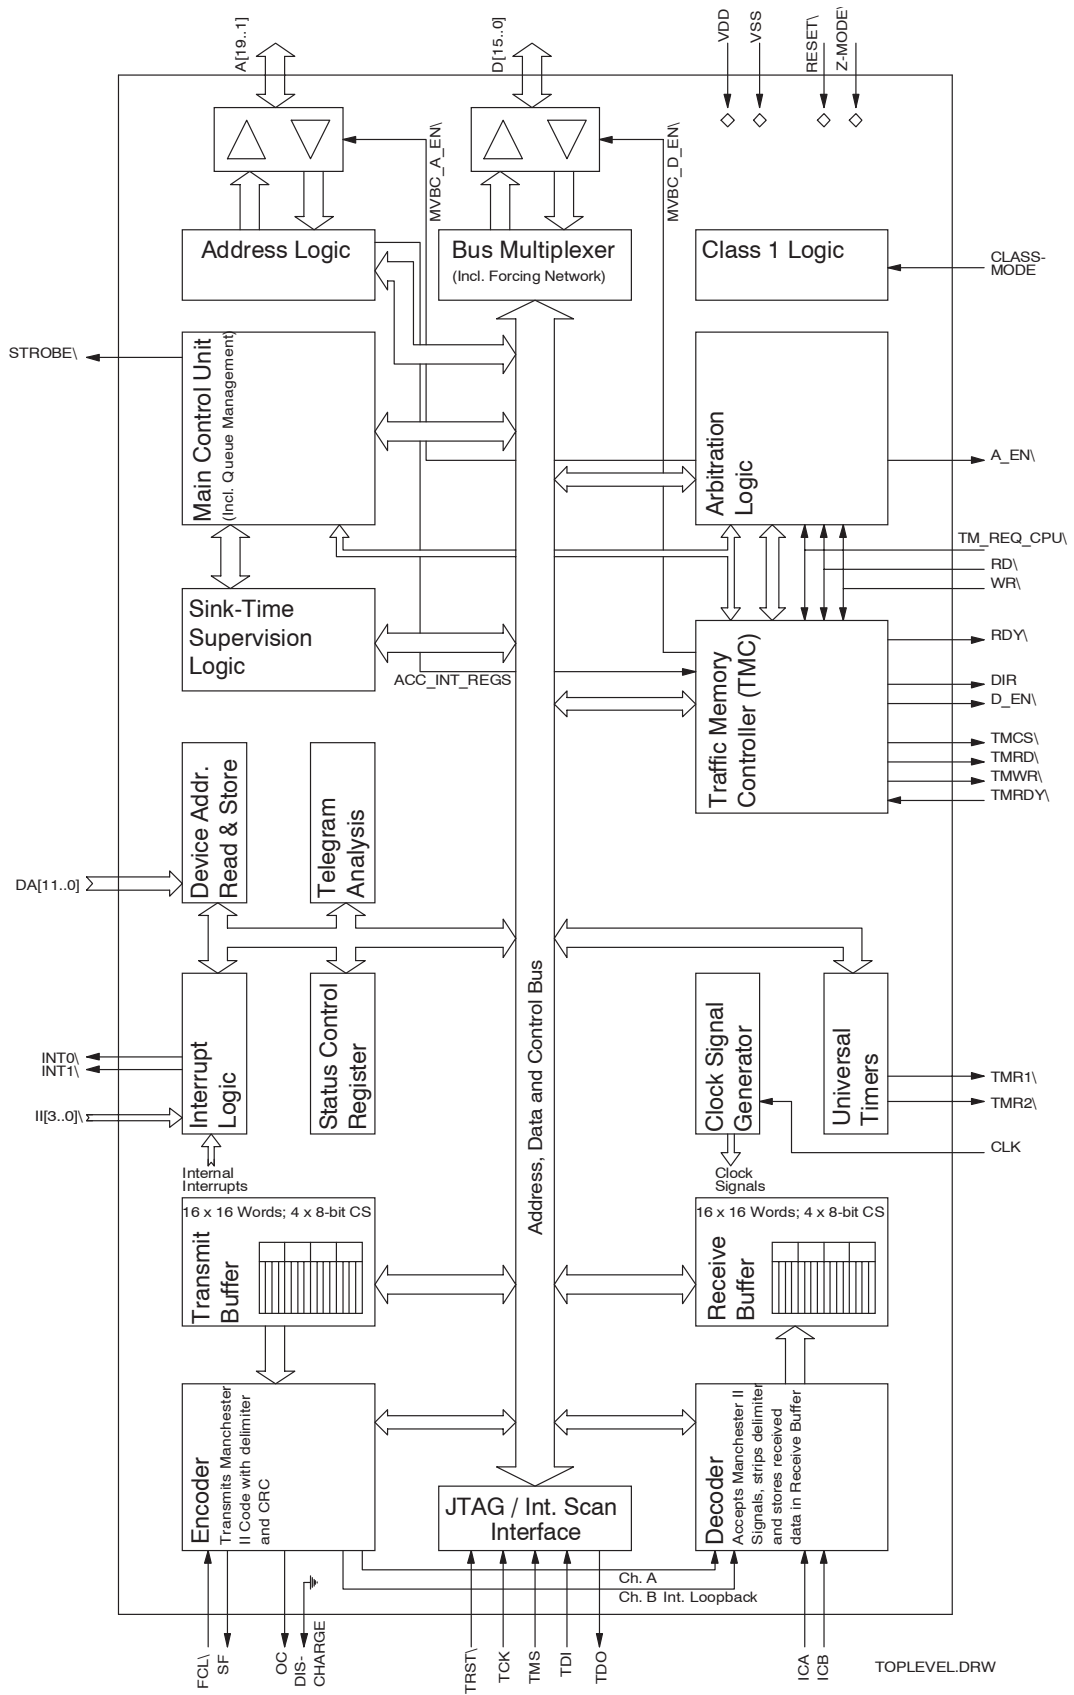 A[19..1]
D[15..0]
VDD
VSS
RESET\
Z-MODE\
MVBC_A_EN\
MVBC_D_EN\
Address Logic
Bus Multiplexer
(Incl. Forcing Network)
Class 1 Logic
CLASS-
MODE
STROBE\
Main Control Unit
(Incl. Queue Management)
Arbitration
Logic
A_EN\
TM_REQ_CPU\
RD\
WR\
Sink-Time
Supervision
Logic
ACC_INT_REGS
Traffic Memory
Controller (TMC)
RDY\
DIR
D_EN\
TMCS\
TMRD\
TMWR\
TMRDY\
Device Addr.
Read & Store
Telegram
Analysis
DA[11..0]
Address, Data and Control Bus
Interrupt
Logic
Status Control
Register
Clock Signal
Generator
Universal
Timers
INT0\
INT1\
II[3..0]\
TMR1\
TMR2\
CLK
Internal
Interrupts
Clock
Signals
16 x 16 Words; 4 x 8-bit CS
Transmit
Buffer
16 x 16 Words; 4 x 8-bit CS
Receive
Buffer
Encoder
Transmits Manchester
II Code with delimiter
and CRC
JTAG / Int. Scan
Interface
Decoder
Accepts Manchester II
Signals, strips delimiter
and stores received
data in Receive Buffer
Ch. A
Ch. B Int. Loopback
FCL\
SF
OC
DIS-
CHARGE
TRST\
TCK
TMS
TDI
TDO
ICA
ICB
TOPLEVEL.DRW